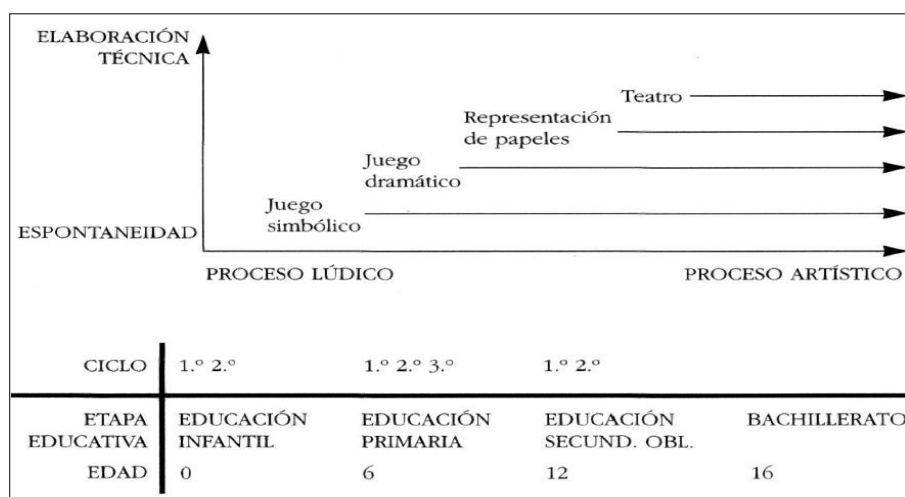 ELABORACIÓN
TÉCNICA
Teatro
Representación
de papeles
Juego
dramático
Juego
simbólico
ESPONTANEIDAD
PROCESO LÚDICO PROCESO ARTÍSTICO
CICLO 1.º 2.º 1.º 2.º 3.º 1.º 2.º
ETAPA EDUCACIÓN EDUCACIÓN EDUCACIÓN BACHILLERATO
EDUCATIVA INFANTIL PRIMARIA SECUND. OBL.
EDAD 0 6 12 16